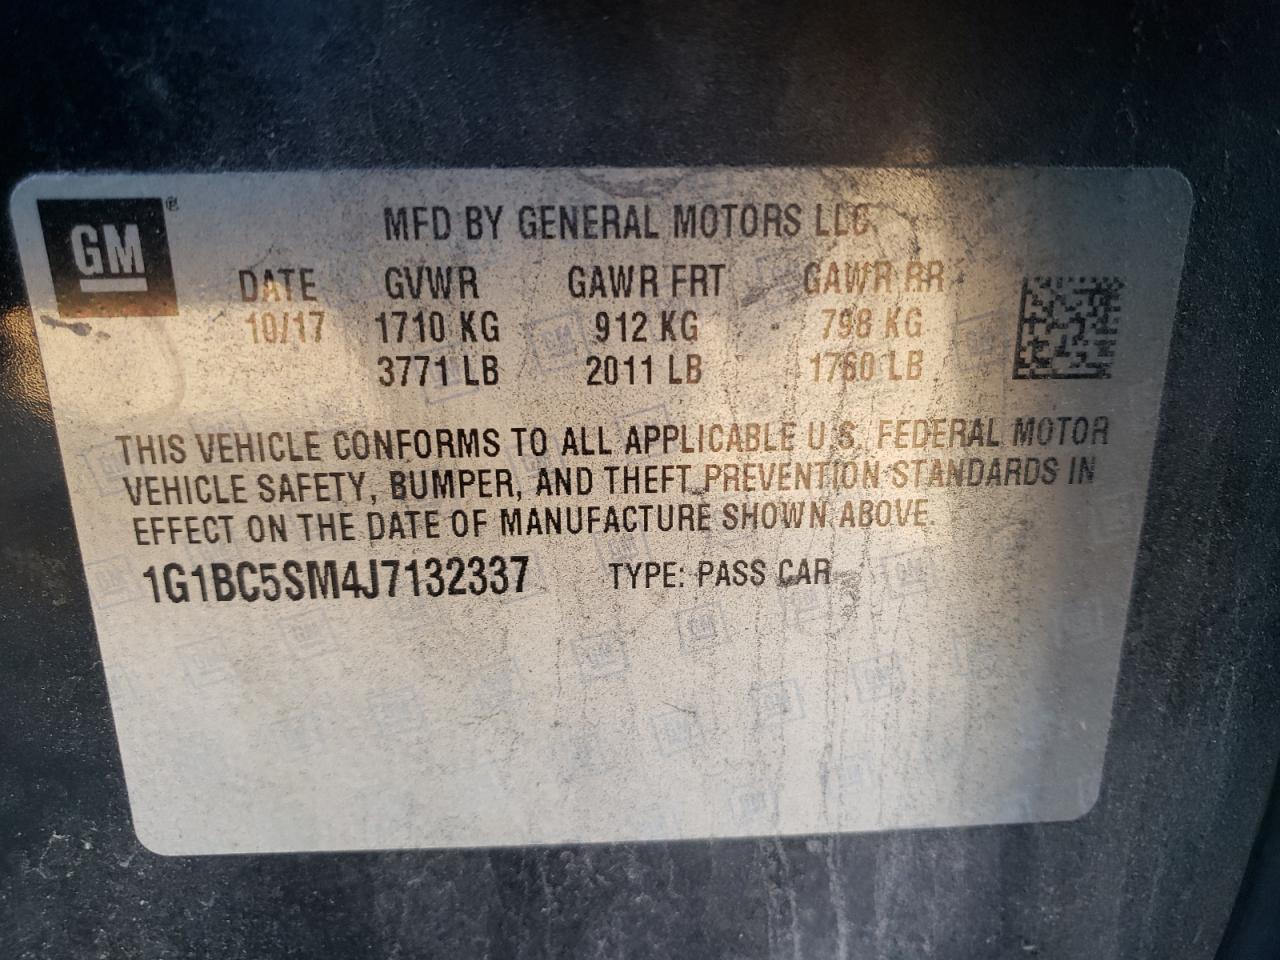 GM
MFD BY GENERAL MOTORS LLC
DATE GVWR GAWR FRT GAWR RR
10/17 1710 KG 912 KG 798 KG
3771 LB 2011 LB 1760 LB
THIS VEHICLE CONFORMS TO ALL APPLICABLE U.S. FEDERAL MOTOR
VEHICLE SAFETY, BUMPER, AND THEFT PREVENTION STANDARDS IN
EFFECT ON THE DATE OF MANUFACTURE SHOWN ABOVE.
1G1BC5SM4J7132337 TYPE: PASS CAR